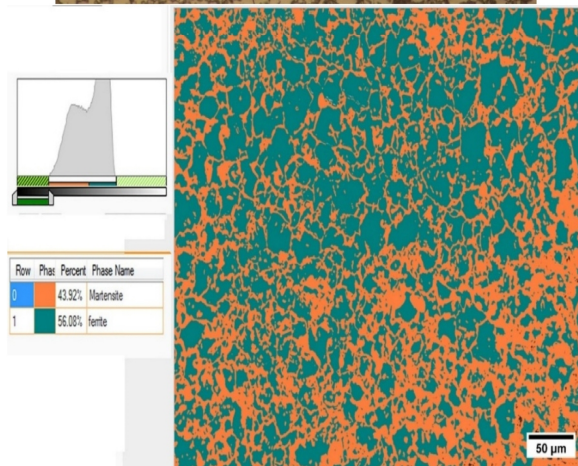 Row Phas Percent Phase Name
0 43.92% Martensite
1 56.08% ferrite
50 µm